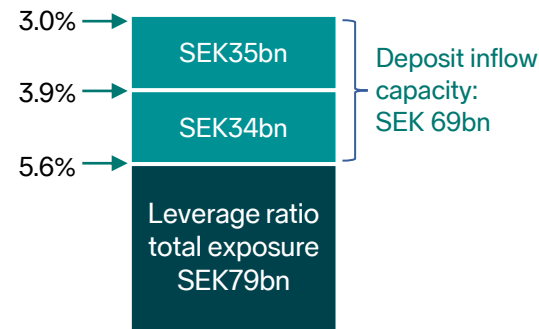 3.0%
SEK35bn
Deposit inflow
capacity:
SEK 69bn
3.9%
SEK34bn
5.6%
Leverage ratio
total exposure
SEK79bn